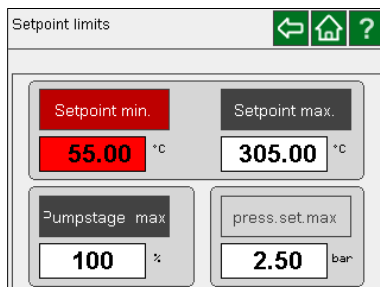 Setpoint limits ?
Setpoint min. Setpoint max.
55.00 °C 305.00 °C
Pumpstage max press.set.max
100 % 2.50 bar